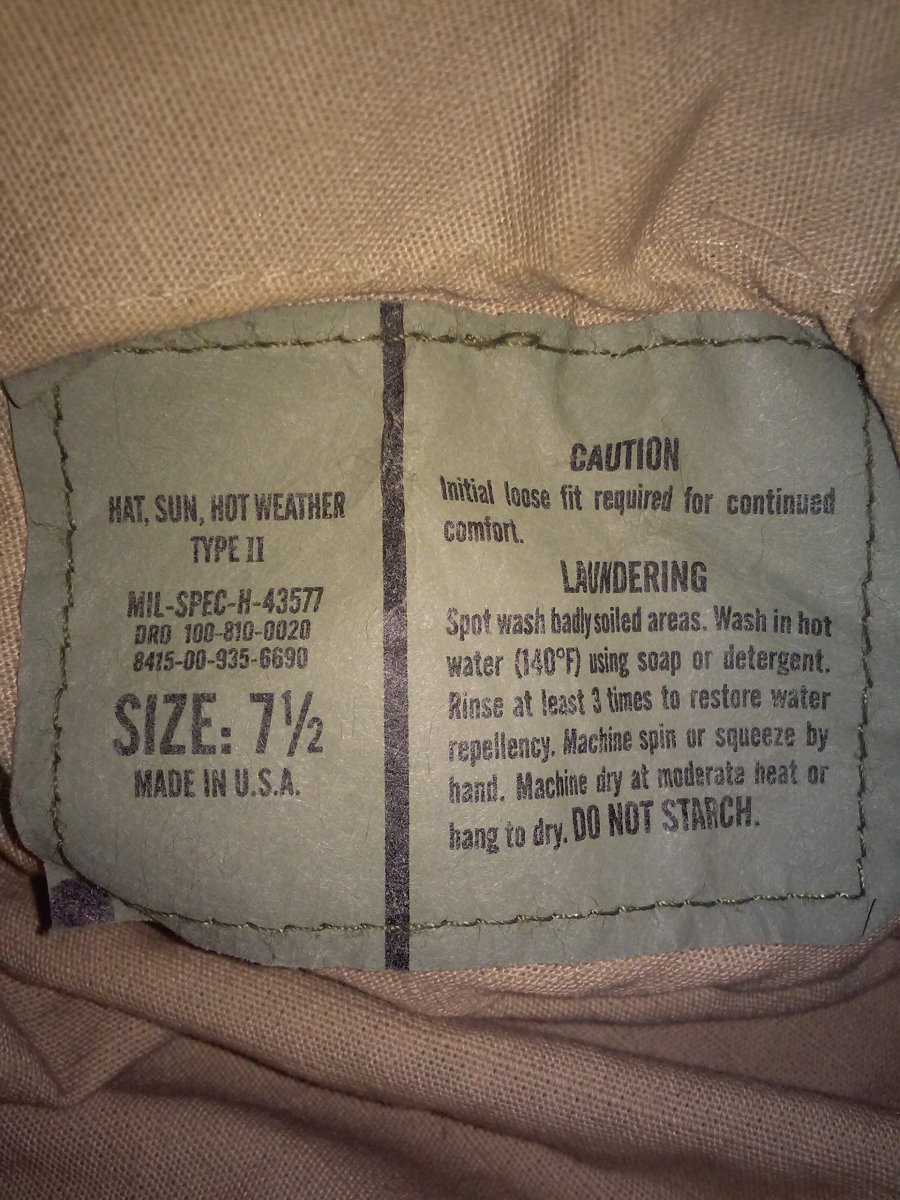 HAT, SUN, HOT WEATHER
TYPE II
MIL-SPEC-H-43577
DRO 100-810-0020
8415-00-935-6690
SIZE: 7½
MADE IN U.S.A.
CAUTION
Initial loose fit required for continued
comfort.
LAUNDERING
Spot wash badly soiled areas. Wash in hot
water (140°F) using soap or detergent.
Rinse at least 3 times to restore water
repellency. Machine spin or squeeze by
hand. Machine dry at moderate heat or
hang to dry. DO NOT STARCH.